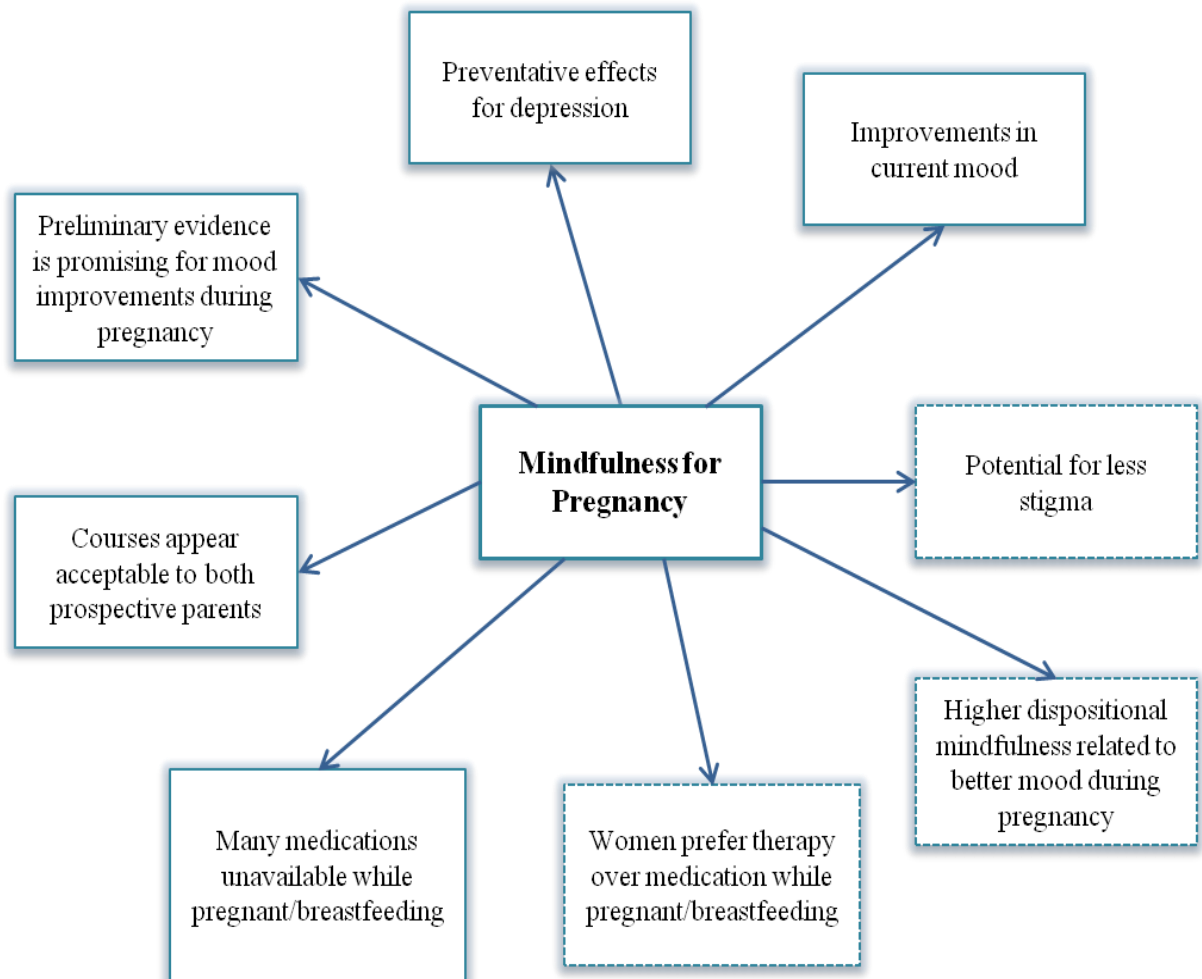 Preventative effects
for depression
Improvements in
current mood
Preliminary evidence
is promising for mood
improvements during
pregnancy
Mindfulness for
Pregnancy
Potential for less
stigma
Courses appear
acceptable to both
prospective parents
Higher dispositional
mindfulness related to
better mood during
pregnancy
Many medications
unavailable while
pregnant/breastfeeding
Women prefer therapy
over medication while
pregnant/breastfeeding